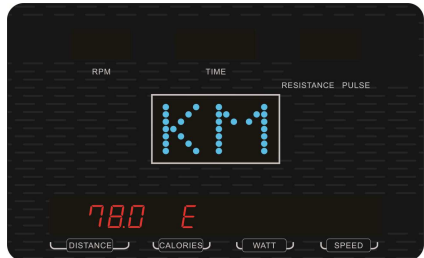 RPM TIME
RESISTANCE PULSE
KM
78.0 E
DISTANCE CALORIES WATT SPEED